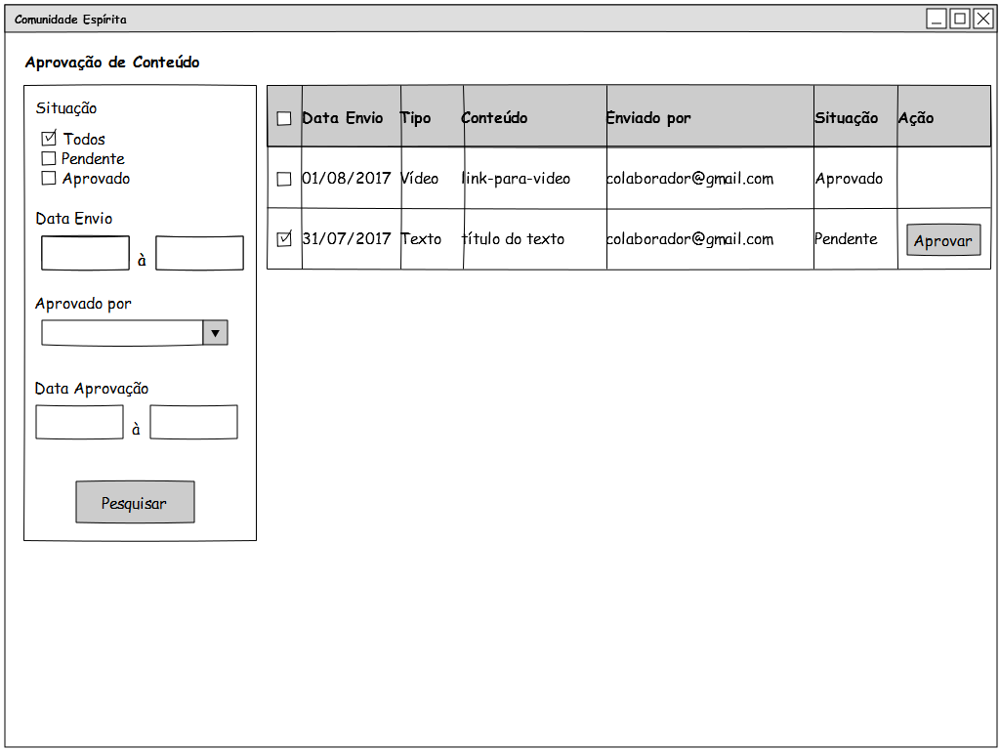 Comunidade Espírita
Aprovação de Conteúdo
Situação
Todos
Pendente
Aprovado
Data Envio
à
Aprovado por
Data Aprovação
à
Pesquisar
Data Envio Tipo Conteúdo Enviado por Situação Ação
01/08/2017 Vídeo link-para-video colaborador@gmail.com Aprovado
31/07/2017 Texto título do texto colaborador@gmail.com Pendente Aprovar